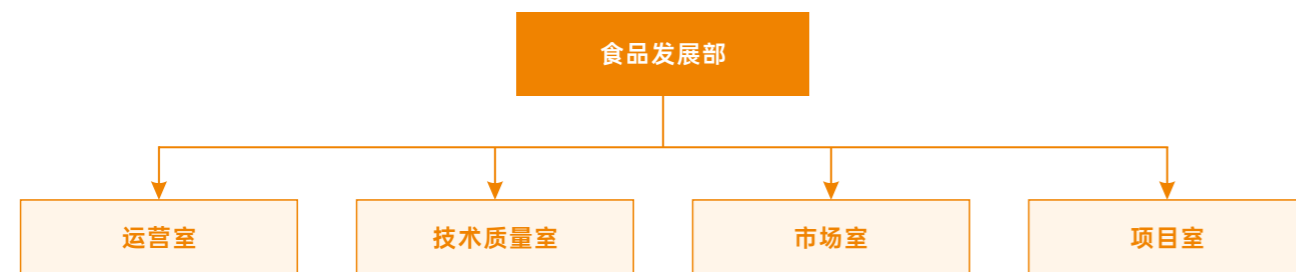 食品发展部
运营室
技术质量室
市场室
项目室